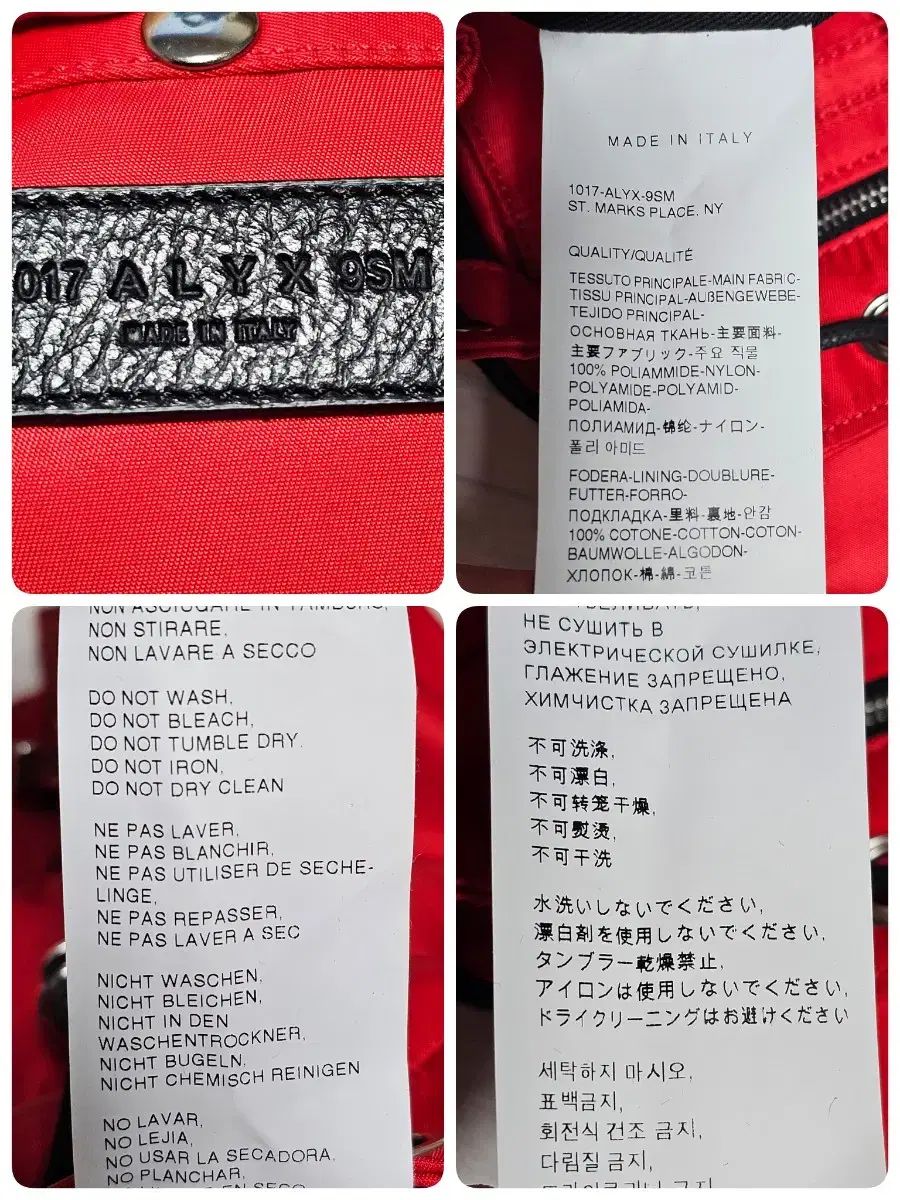 017 ALYX 9SM
MADE IN ITALY
MADE IN ITALY
1017-ALYX-9SM
ST. MARKS PLACE, NY
QUALITY/QUALITÉ
TESSUTO PRINCIPALE-MAIN FABRIC-
TISSU PRINCIPAL-AUßENGEWEBE-
TEJIDO PRINCIPAL-
ОСНОВНАЯ ТКАНЬ-主要面料-
主要ファブリック-주요 직물
100% POLIAMMIDE-NYLON-
POLYAMIDE-POLYAMID-
POLIAMIDA-
ПОЛИАМИД-锦纶-ナイロン-
폴리 아미드
FODERA-LINING-DOUBLURE-
FUTTER-FORRO-
ПОДКЛАДКА-里料-裏地-안감
100% COTONE-COTTON-COTON-
BAUMWOLLE-ALGODON-
ХЛОПОК-棉-綿-코튼
NON ASCIUGARE IN TAMBURO,
NON STIRARE,
NON LAVARE A SECCO
DO NOT WASH,
DO NOT BLEACH,
DO NOT TUMBLE DRY.
DO NOT IRON,
DO NOT DRY CLEAN
NE PAS LAVER,
NE PAS BLANCHIR,
NE PAS UTILISER DE SECHE-
LINGE,
NE PAS REPASSER,
NE PAS LAVER A SEC
NICHT WASCHEN,
NICHT BLEICHEN,
NICHT IN DEN
WASCHENTROCKNER,
NICHT BUGELN,
NICHT CHEMISCH REINIGEN
NO LAVAR,
NO LEJIA,
NO USAR LA SECADORA,
NO PLANCHAR,
EN SECO
НЕ СУШИТЬ В
ЭЛЕКТРИЧЕСКОЙ СУШИЛКЕ,
ГЛАЖЕНИЕ ЗАПРЕЩЕНО,
ХИМЧИСТКА ЗАПРЕЩЕНА
不可洗涤,
不可漂白,
不可转笼干燥,
不可熨烫,
不可干洗
水洗いしないでください,
漂白剤を使用しないでください,
タンブラー乾燥禁止,
アイロンは使用しないでください,
ドライクリーニングはお避けください
세탁하지 마시오,
표백금지,
회전식 건조 금지,
다림질 금지,